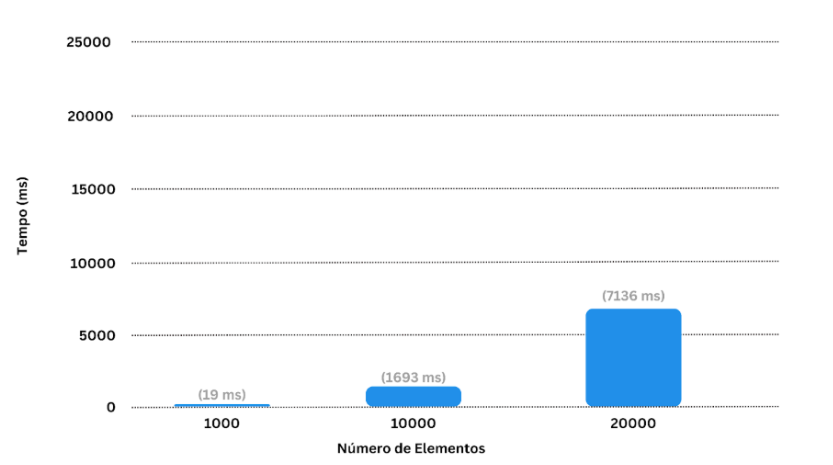 25000
20000
15000
10000
5000
0
Tempo (ms)
(19 ms)
(1693 ms)
(7136 ms)
1000
10000
20000
Número de Elementos